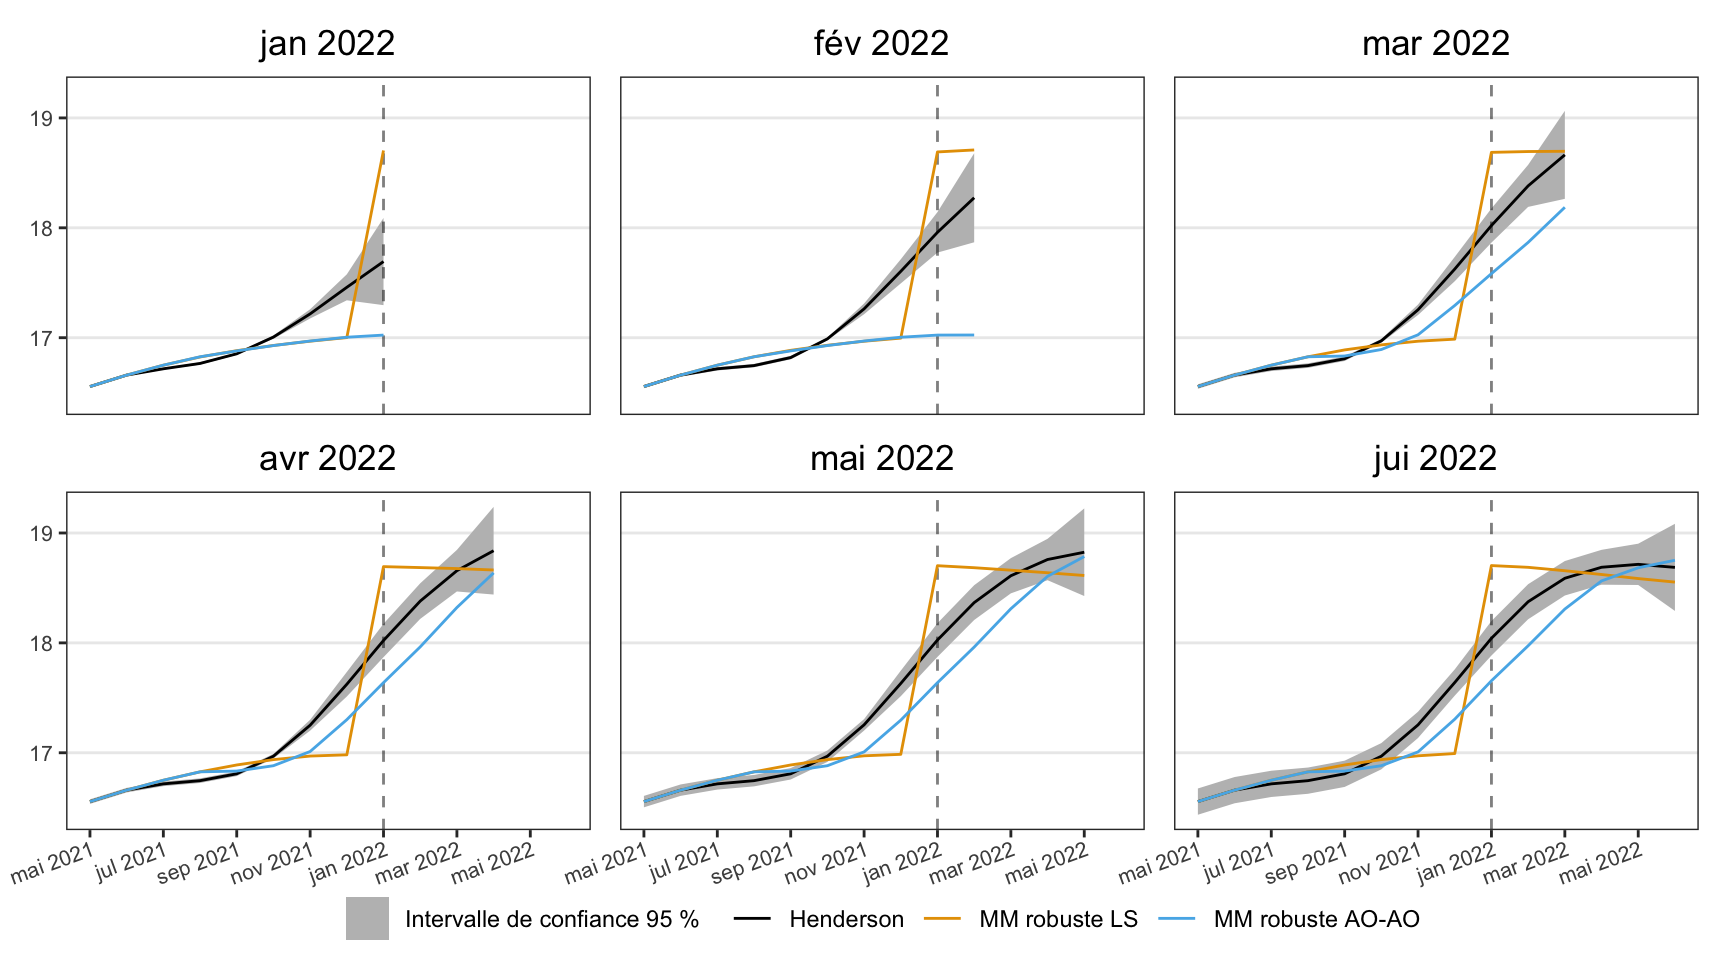 jan 2022
fév 2022
mar 2022
19
18
17
avr 2022
mai 2022
jui 2022
19
18
17
mai 2021
jul 2021
sep 2021
nov 2021
jan 2022
mar 2022
mai 2022
mai 2021
jul 2021
sep 2021
nov 2021
jan 2022
mar 2022
mai 2022
mai 2021
jul 2021
sep 2021
nov 2021
jan 2022
mar 2022
mai 2022
Intervalle de confiance 95 %
Henderson
MM robuste LS
MM robuste AO-AO